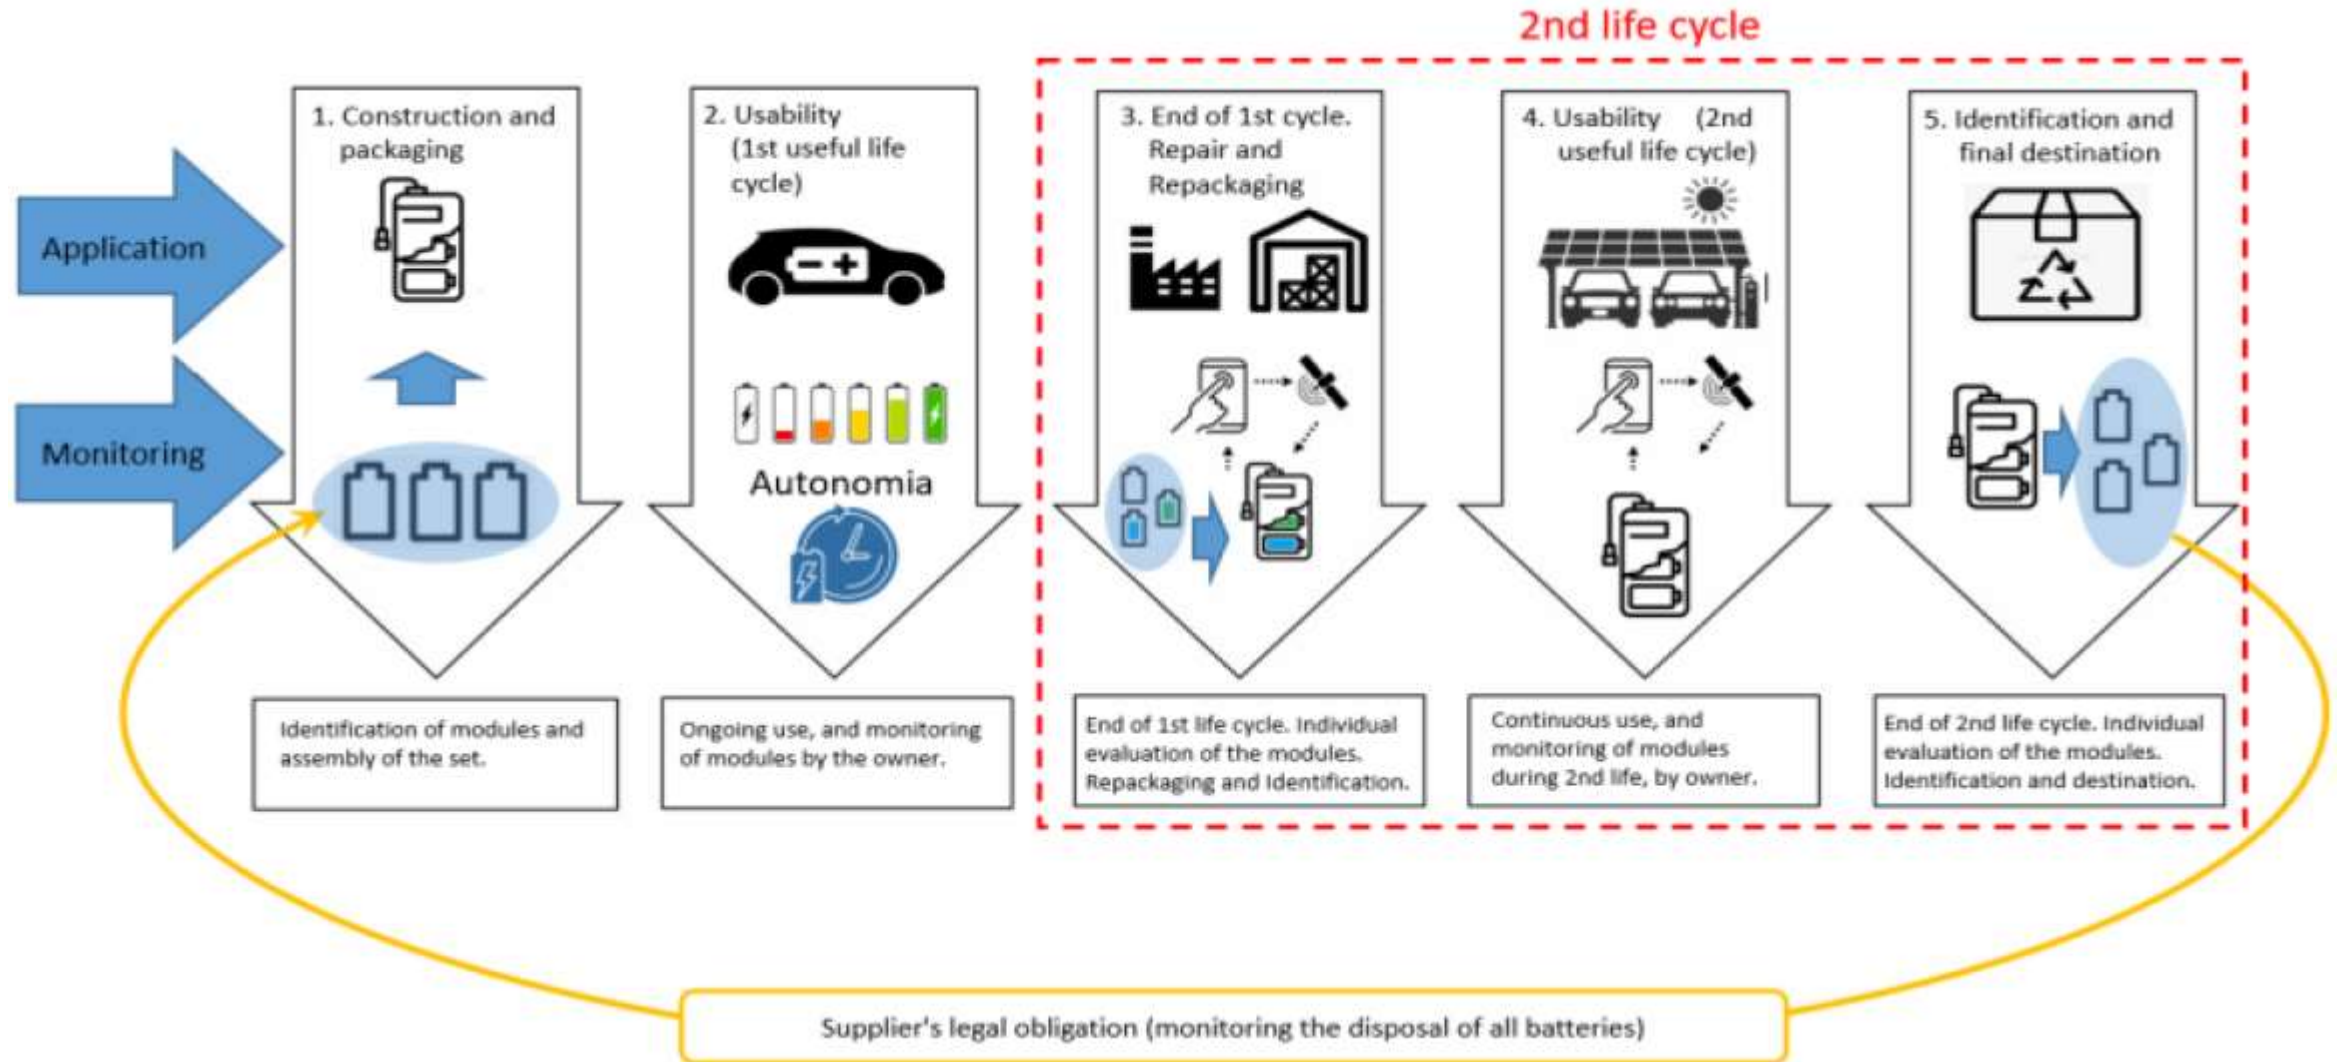 2nd life cycle
1. Construction and
packaging
2. Usability
(1st useful life
cycle)
3. End of 1st cycle.
Repair and
Repackaging
4. Usability (2nd
useful life cycle)
5. Identification and
final destination
Application
Monitoring
Autonomia
Identification of modules and
assembly of the set.
Ongoing use, and monitoring
of modules by the owner.
End of 1st life cycle. Individual
evaluation of the modules.
Repackaging and Identification.
Continuous use, and
monitoring of modules
during 2nd life, by owner.
End of 2nd life cycle. Individual
evaluation of the modules.
Identification and destination.
Supplier's legal obligation (monitoring the disposal of all batteries)